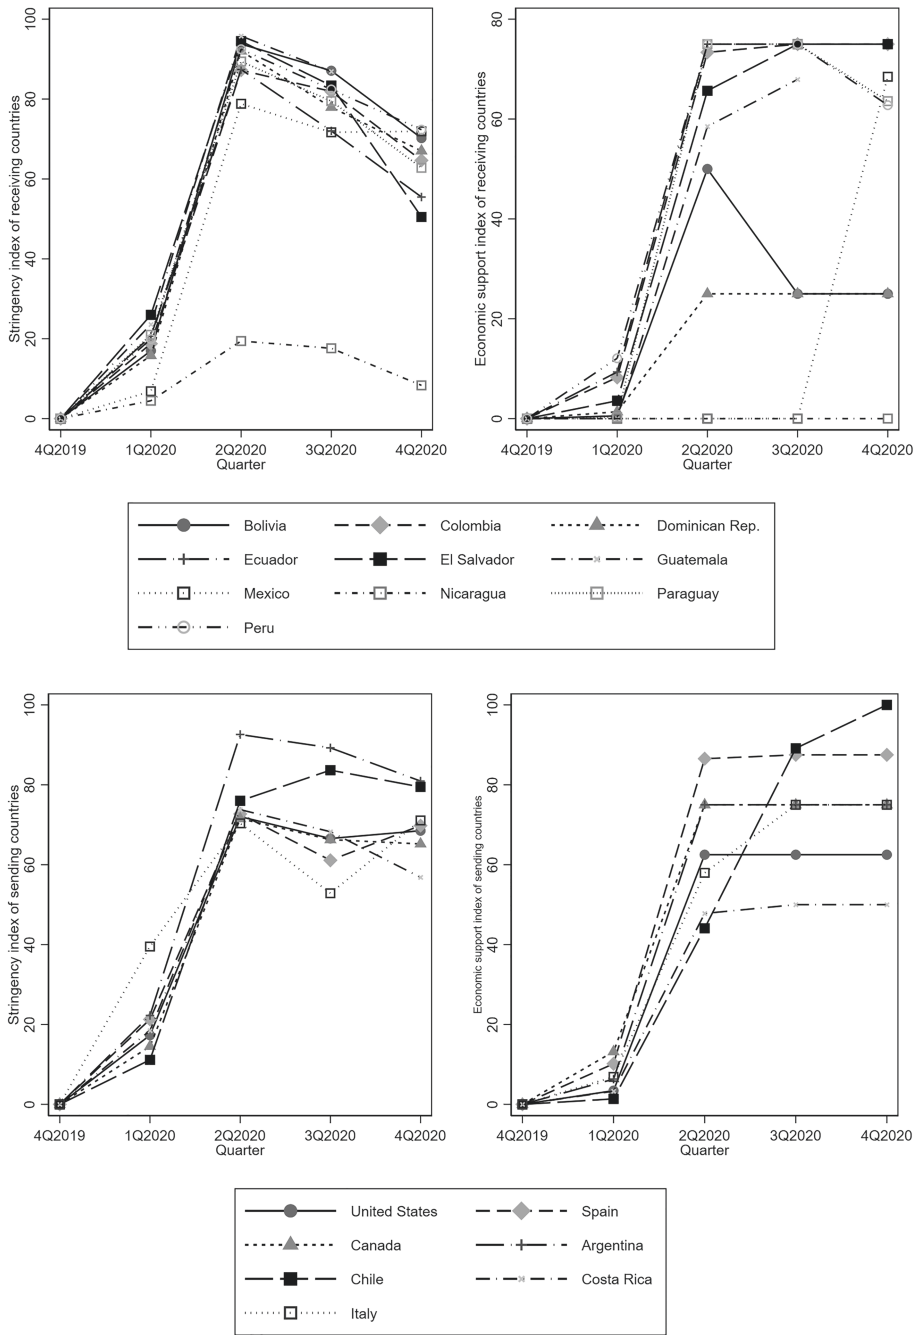 Stringency index of receiving countries
100
80
60
40
20
0
4Q2019 1Q2020 2Q2020 3Q2020 4Q2020
Quarter
Economic support index of receiving countries
80
60
40
20
0
4Q2019 1Q2020 2Q2020 3Q2020 4Q2020
Quarter
Bolivia Colombia Dominican Rep.
Ecuador El Salvador Guatemala
Mexico Nicaragua Paraguay
Peru
Stringency index of sending countries
100
80
60
40
20
0
4Q2019 1Q2020 2Q2020 3Q2020 4Q2020
Quarter
Economic support index of sending countries
100
80
60
40
20
0
4Q2019 1Q2020 2Q2020 3Q2020 4Q2020
Quarter
United States Spain
Canada Argentina
Chile Costa Rica
Italy